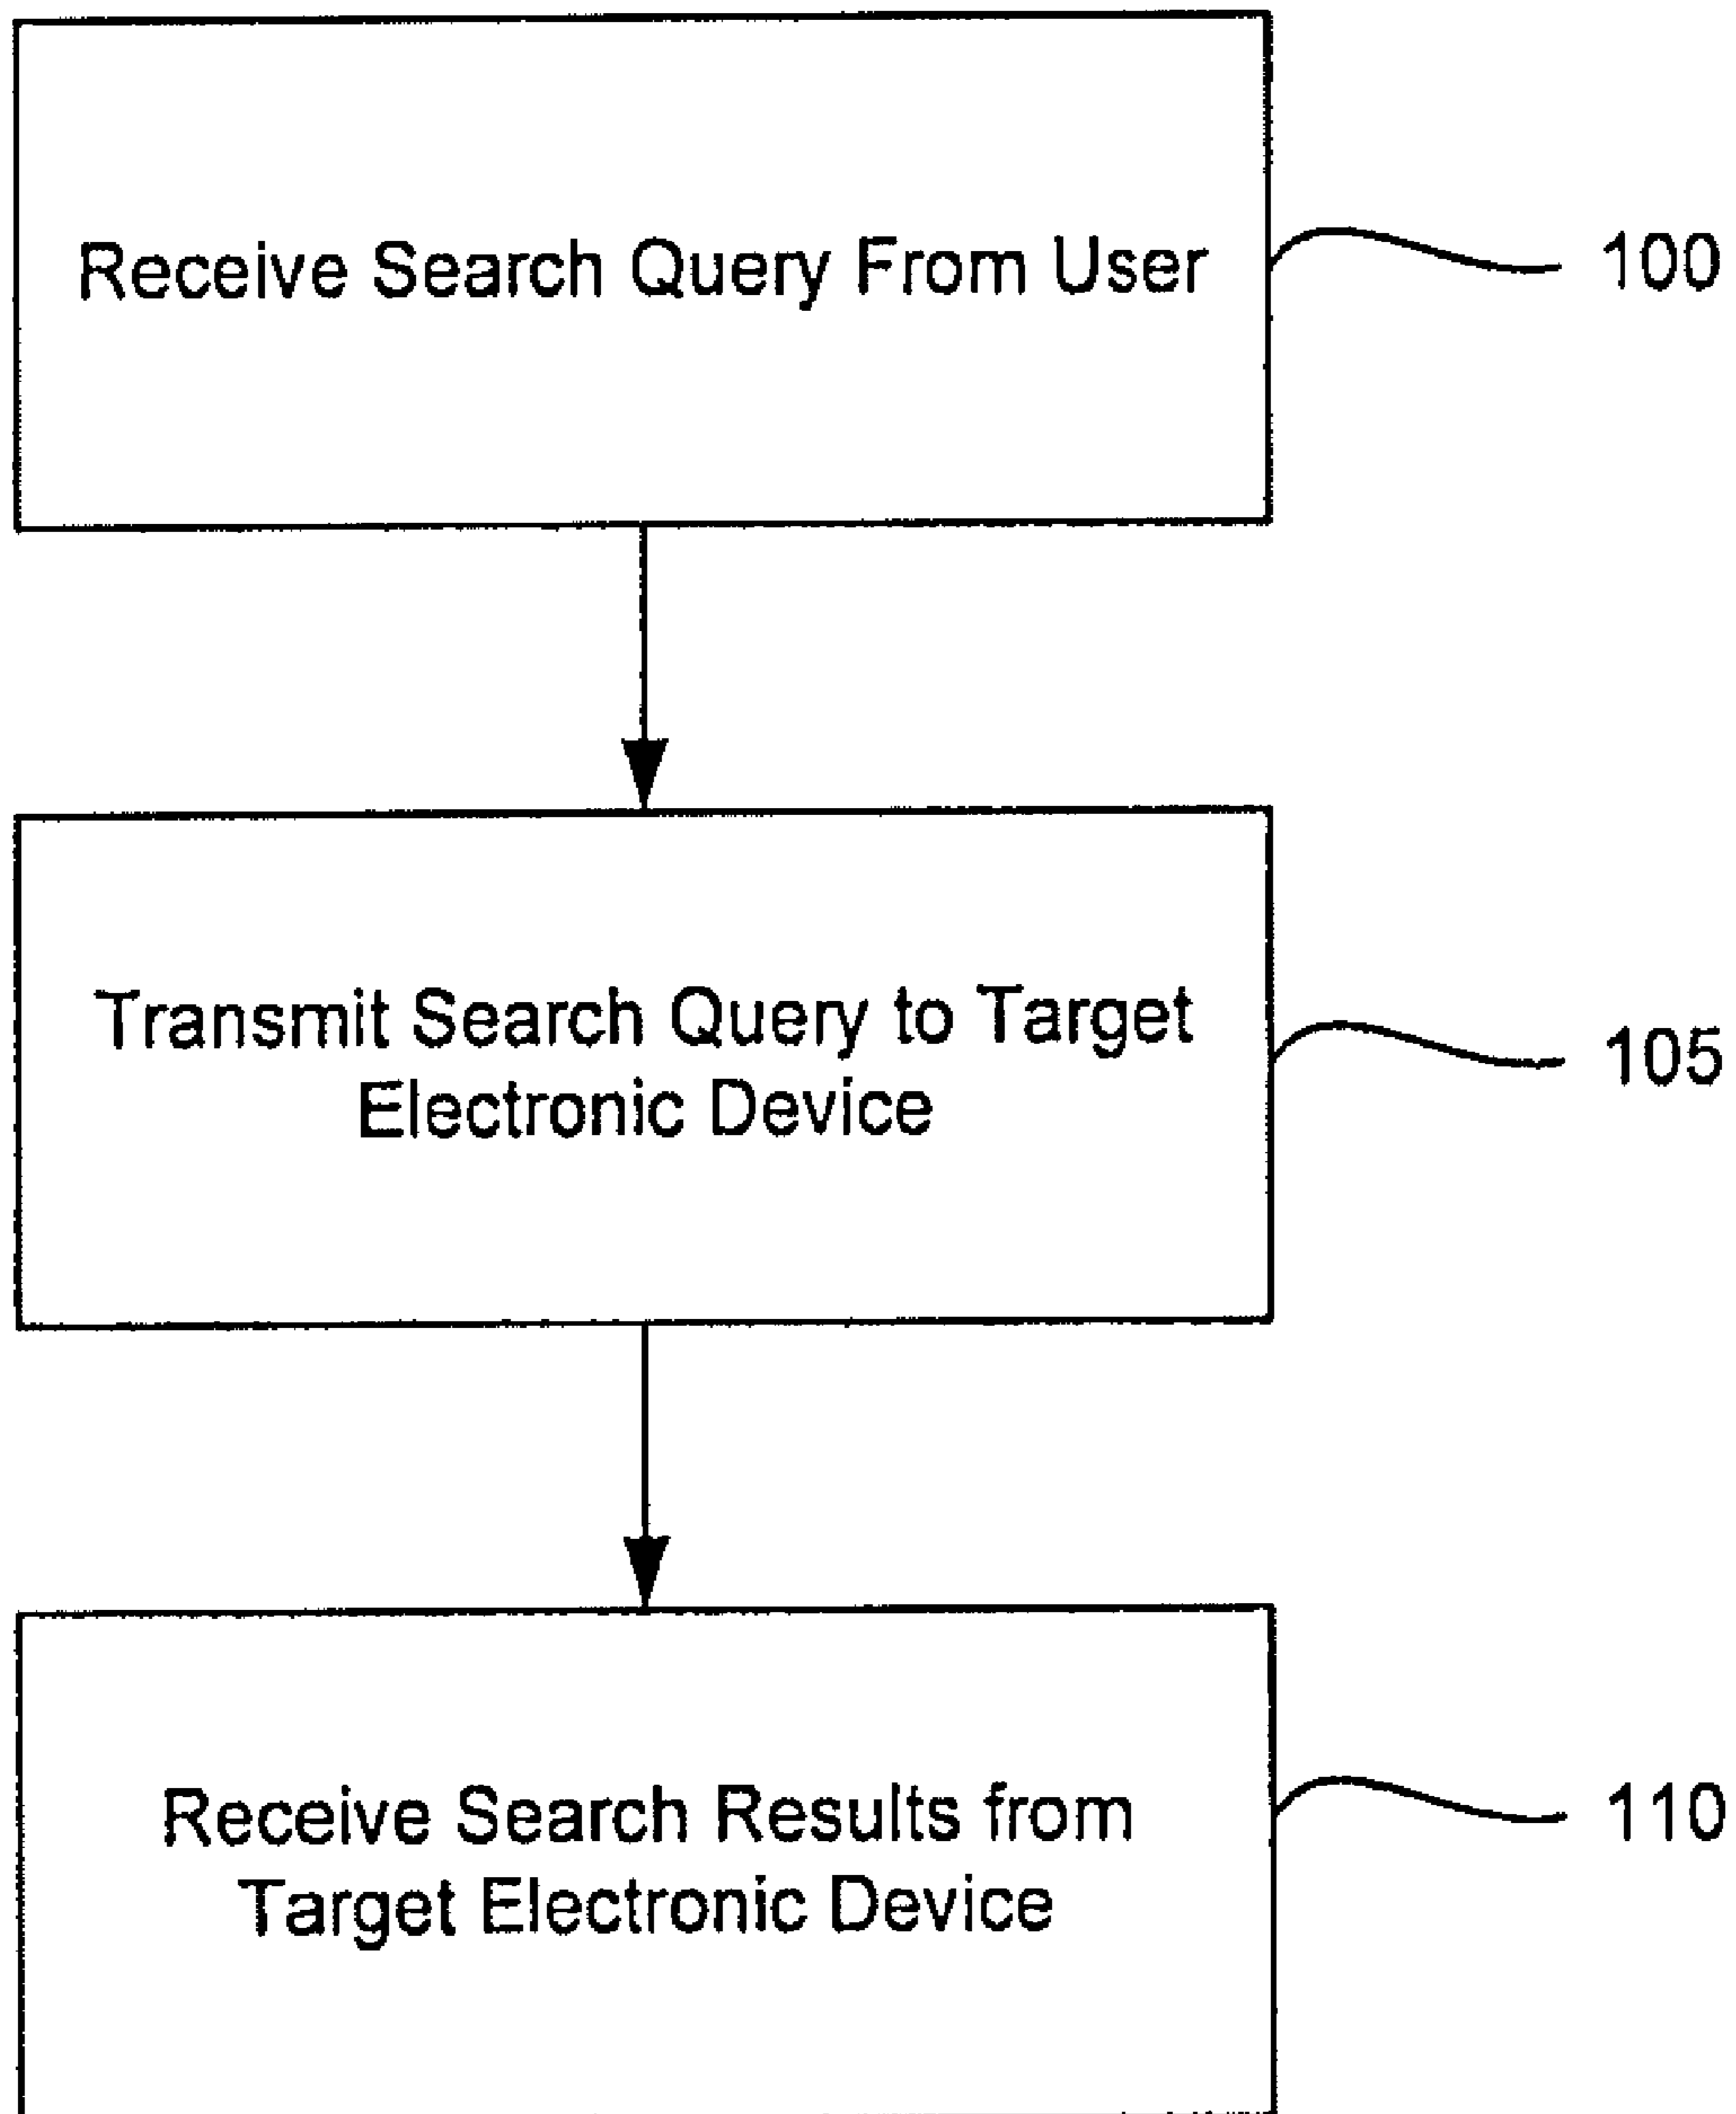 Receive Search Query From User
100
Transmit Search Query to Target
Electronic Device
105
Receive Search Results from
Target Electronic Device
110